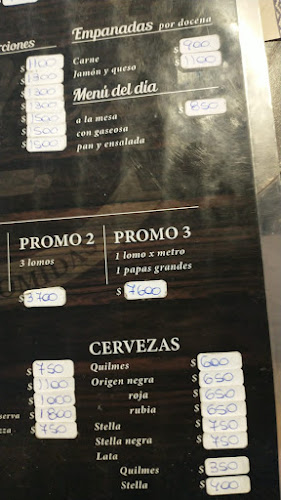 rciones
$ 1100
$ 1300
$ 1300
$ 1300
$ 1500
$ 1500
$ 1500
Empanadas por docena
Carne $ 900
Jamón y queso $ 1100
Menú del día
a la mesa $ 850
con gaseosa
pan y ensalada
PROMO 2
3 lomos
$ 3700
PROMO 3
1 lomo x metro
1 papas grandes
$ 7600
$ 750
$ 1100
$ 1000
serva $ 1800
zza $ 750
CERVEZAS
Quilmes $ 600
Origen negra $ 650
roja $ 650
rubia $ 650
Stella $ 750
Stella negra $ 750
Lata
Quilmes $ 350
Stella $ 400